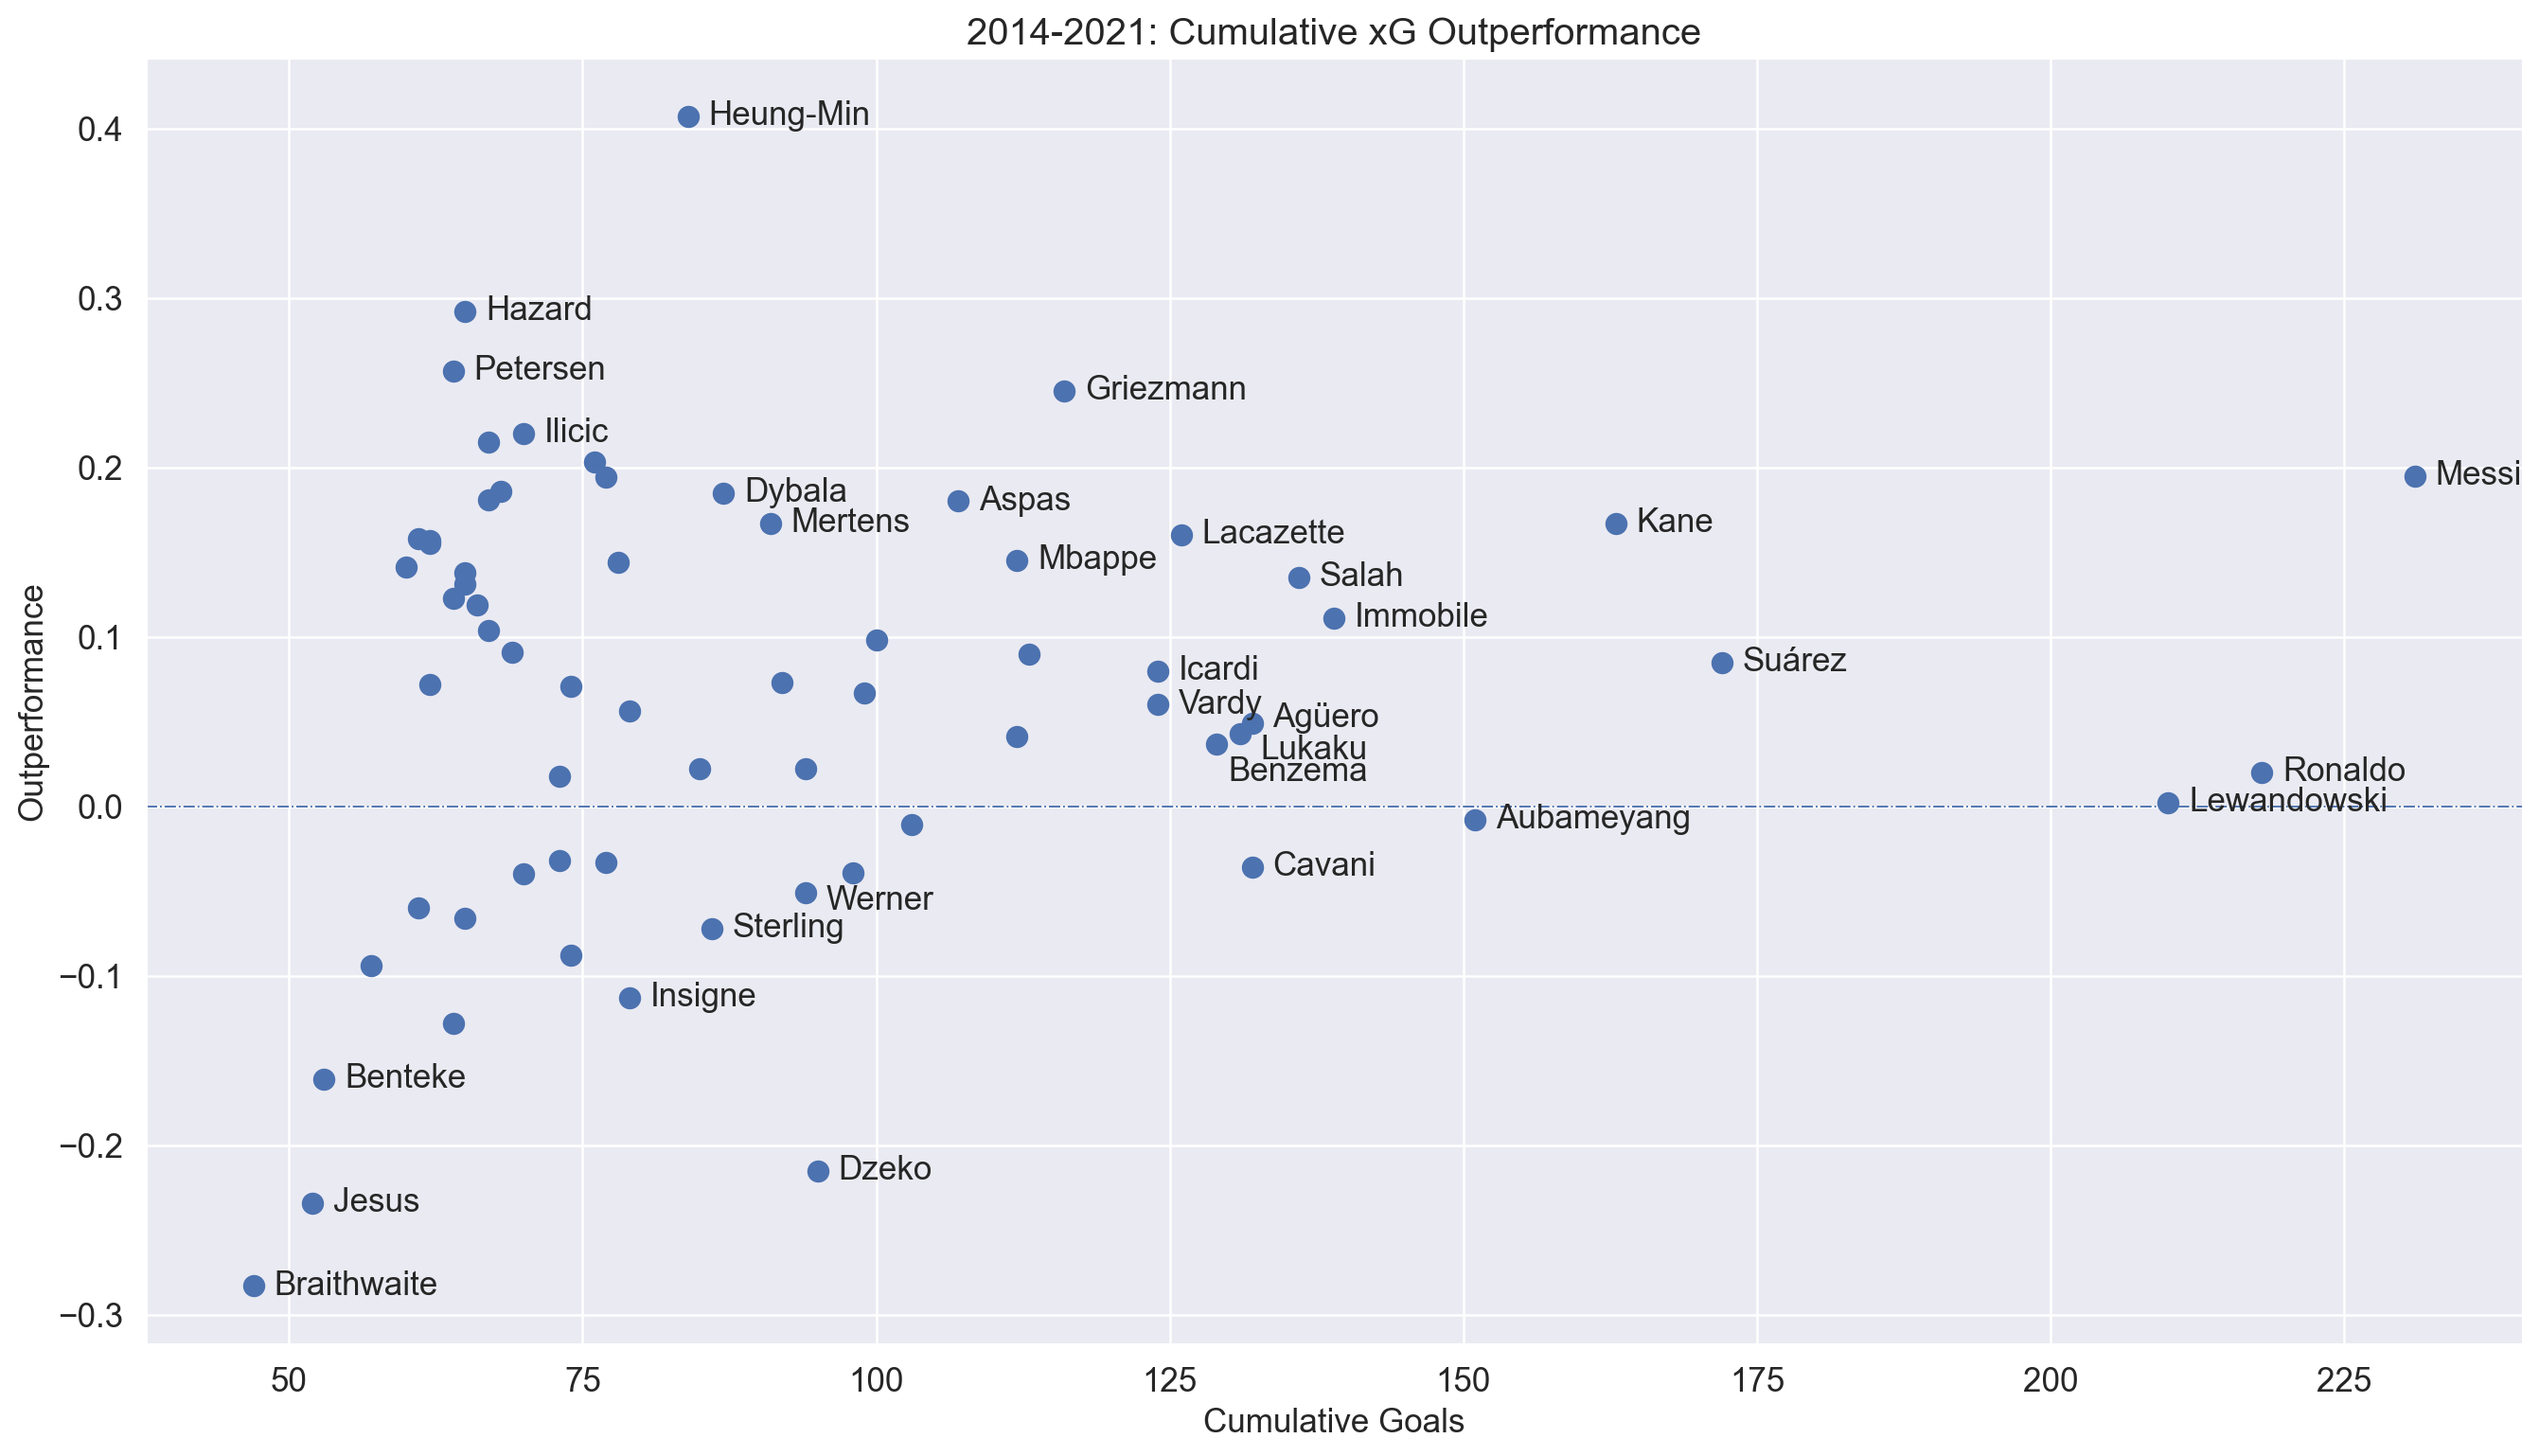 2014-2021: Cumulative xG Outperformance
Heung-Min
0.4
0.3
Hazard
Petersen
Griezmann
Ilicic
0.2
Messi
Dybala
Aspas
Mertens
Kane
Lacazette
Mbappe
Salah
Immobile
0.1
Suárez
Icardi
Vardy
Agüero
Lukaku
Benzema
Ronaldo
Lewandowski
0.0
Aubameyang
Cavani
Werner
Sterling
−0.1
Insigne
Benteke
−0.2
Dzeko
Jesus
Braithwaite
−0.3
Outperformance
50 75 100 125 150 175 200 225
Cumulative Goals